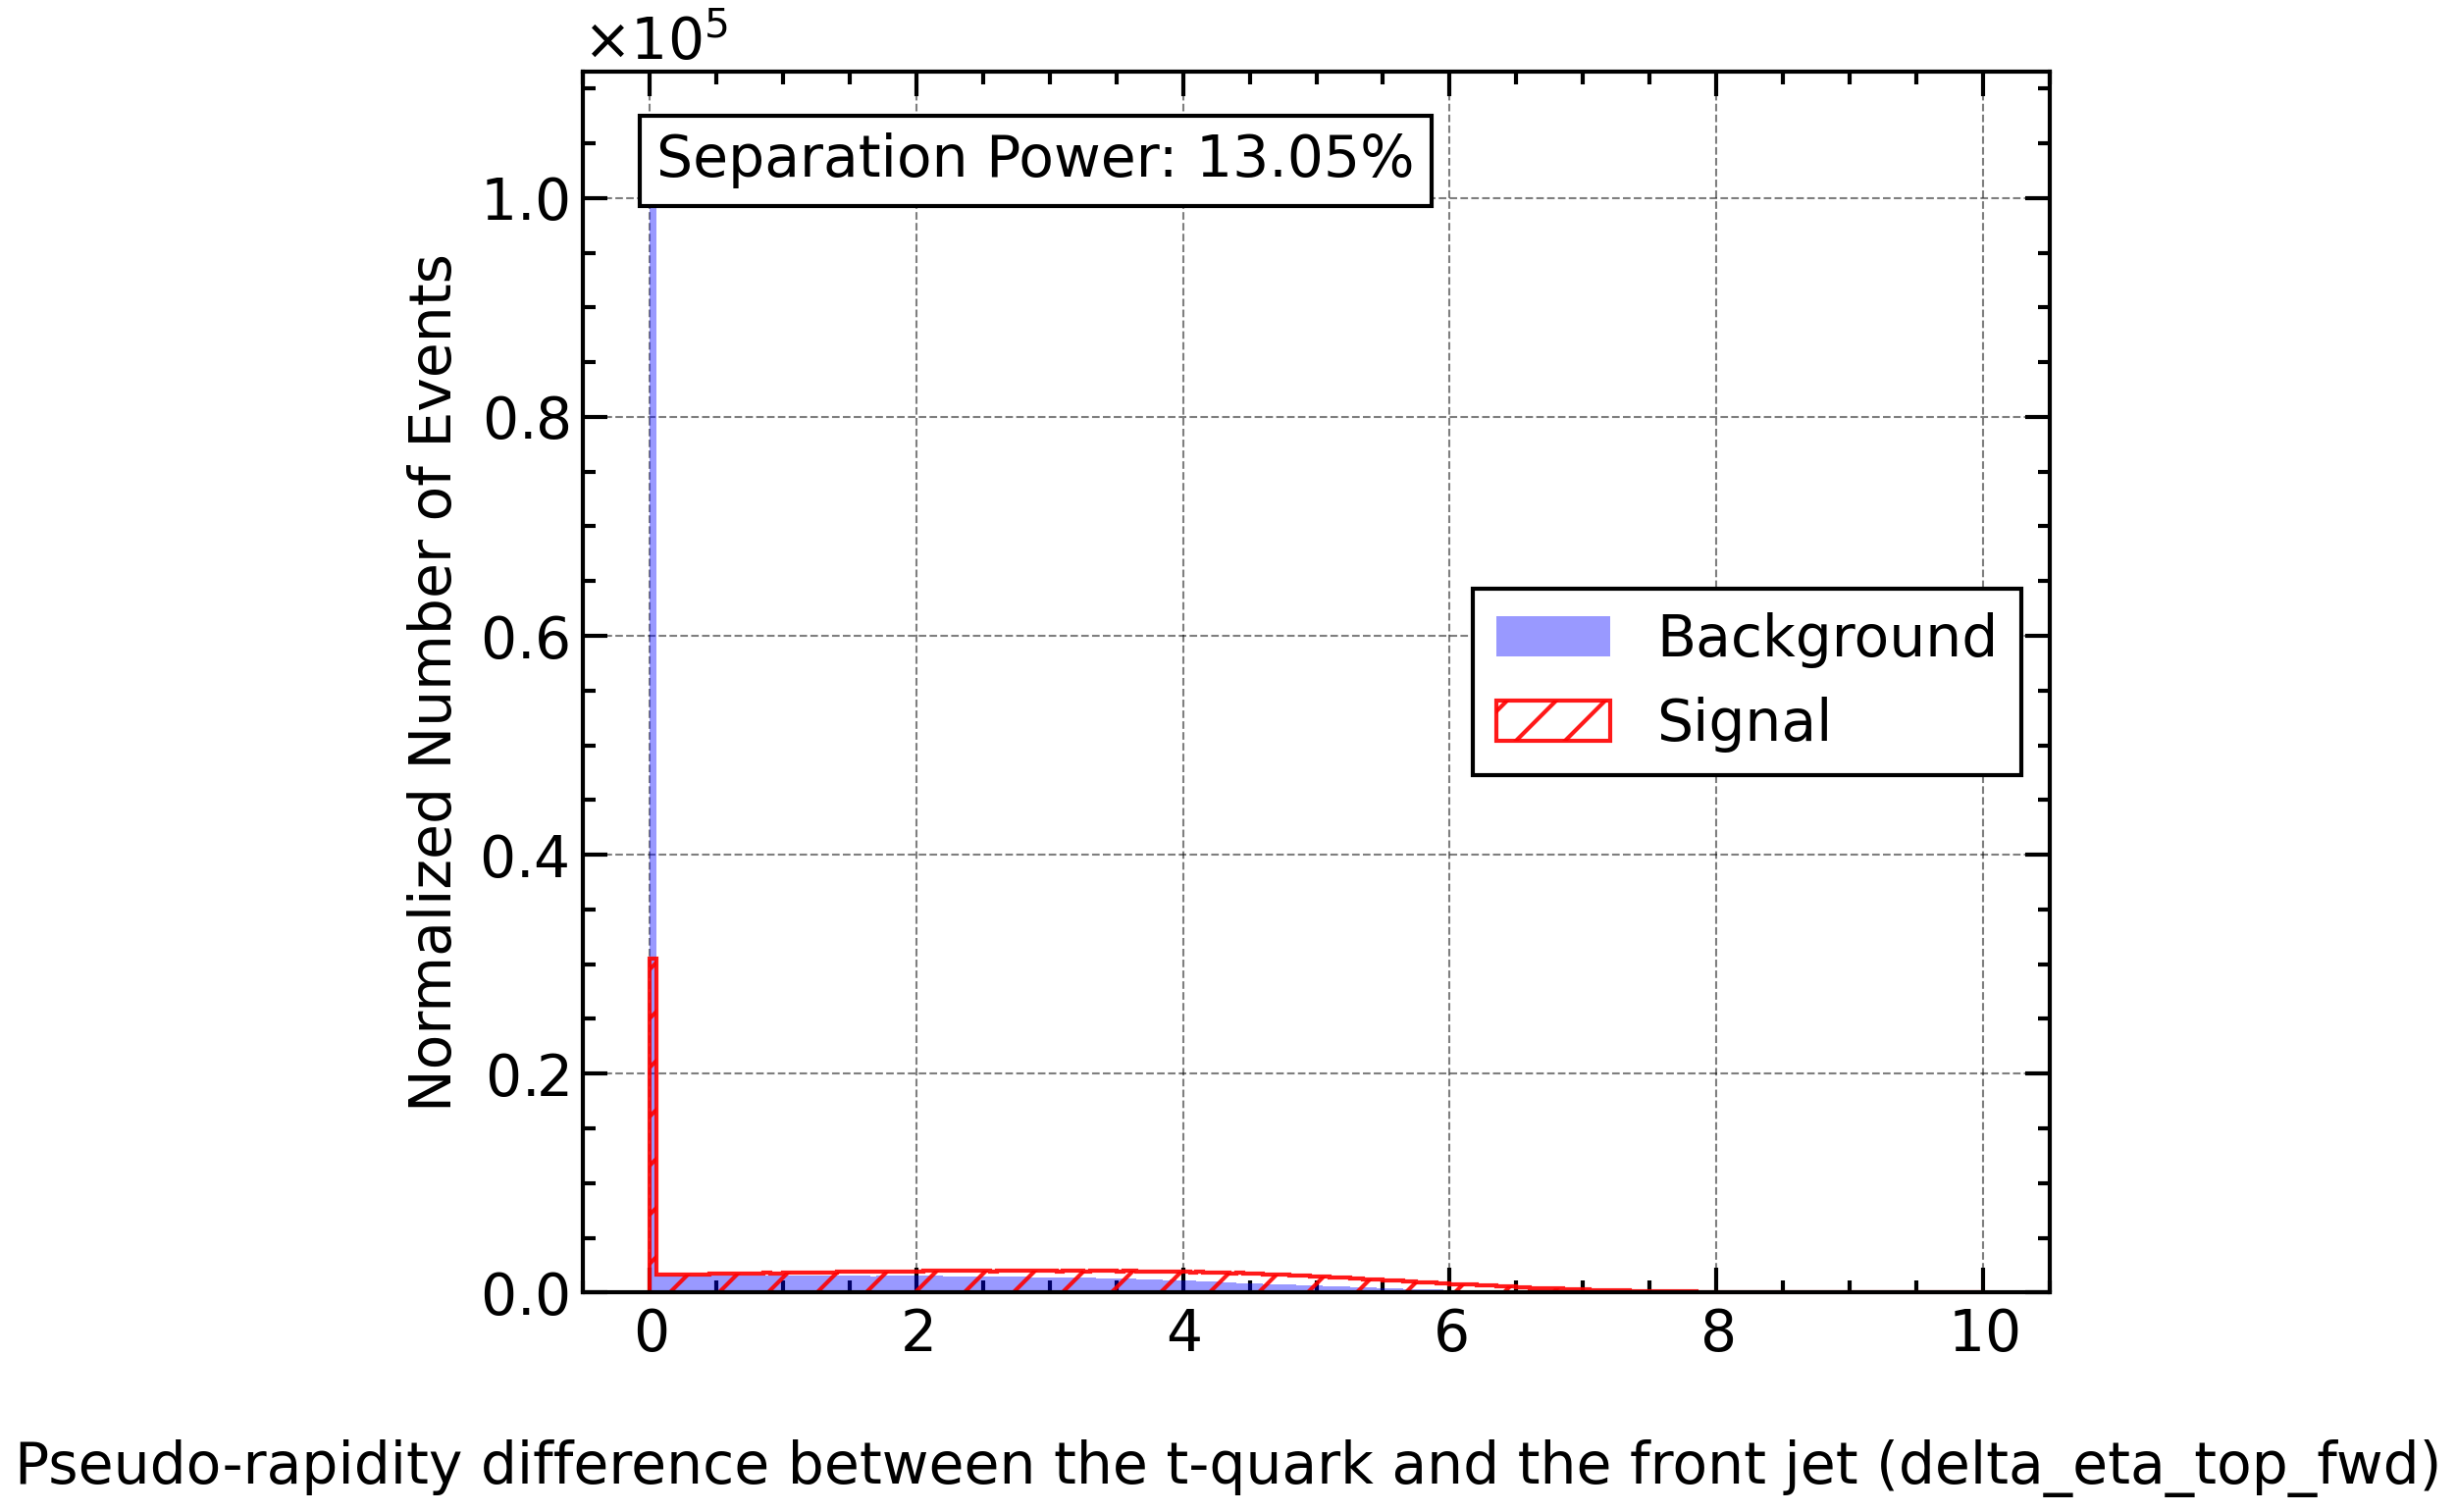 ×10⁵
Separation Power: 13.05%
1.0
0.8
0.6
0.4
0.2
0.0
Normalized Number of Events
Background
Signal
0 2 4 6 8 10
Pseudo-rapidity difference between the t-quark and the front jet (delta_eta_top_fwd)